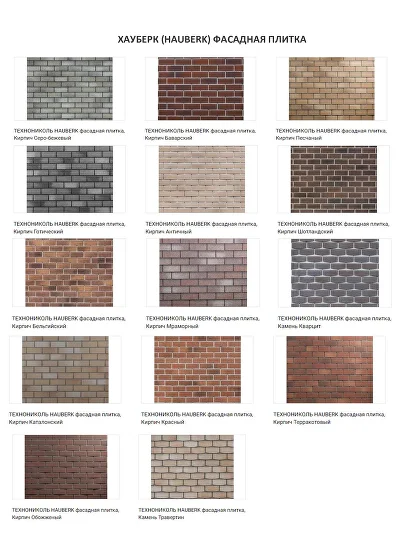 ХАУБЕРК (HAUBERK) ФАСАДНАЯ ПЛИТКА
ТЕХНОНИКОЛЬ HAUBERK фасадная плитка,
Кирпич Серо-бежевый
ТЕХНОНИКОЛЬ HAUBERK фасадная плитка,
Кирпич Баварский
ТЕХНОНИКОЛЬ HAUBERK фасадная плитка,
Кирпич Песчаный
ТЕХНОНИКОЛЬ HAUBERK фасадная плитка,
Кирпич Готический
ТЕХНОНИКОЛЬ HAUBERK фасадная плитка,
Кирпич Античный
ТЕХНОНИКОЛЬ HAUBERK фасадная плитка,
Кирпич Шотландский
ТЕХНОНИКОЛЬ HAUBERK фасадная плитка,
Кирпич Бельгийский
ТЕХНОНИКОЛЬ HAUBERK фасадная плитка,
Кирпич Мраморный
ТЕХНОНИКОЛЬ HAUBERK фасадная плитка,
Камень Кварцит
ТЕХНОНИКОЛЬ HAUBERK фасадная плитка,
Кирпич Каталонский
ТЕХНОНИКОЛЬ HAUBERK фасадная плитка,
Кирпич Красный
ТЕХНОНИКОЛЬ HAUBERK фасадная плитка,
Кирпич Терракотовый
ТЕХНОНИКОЛЬ HAUBERK фасадная плитка,
Кирпич Обожженый
ТЕХНОНИКОЛЬ HAUBERK фасадная плитка,
Камень Травертин